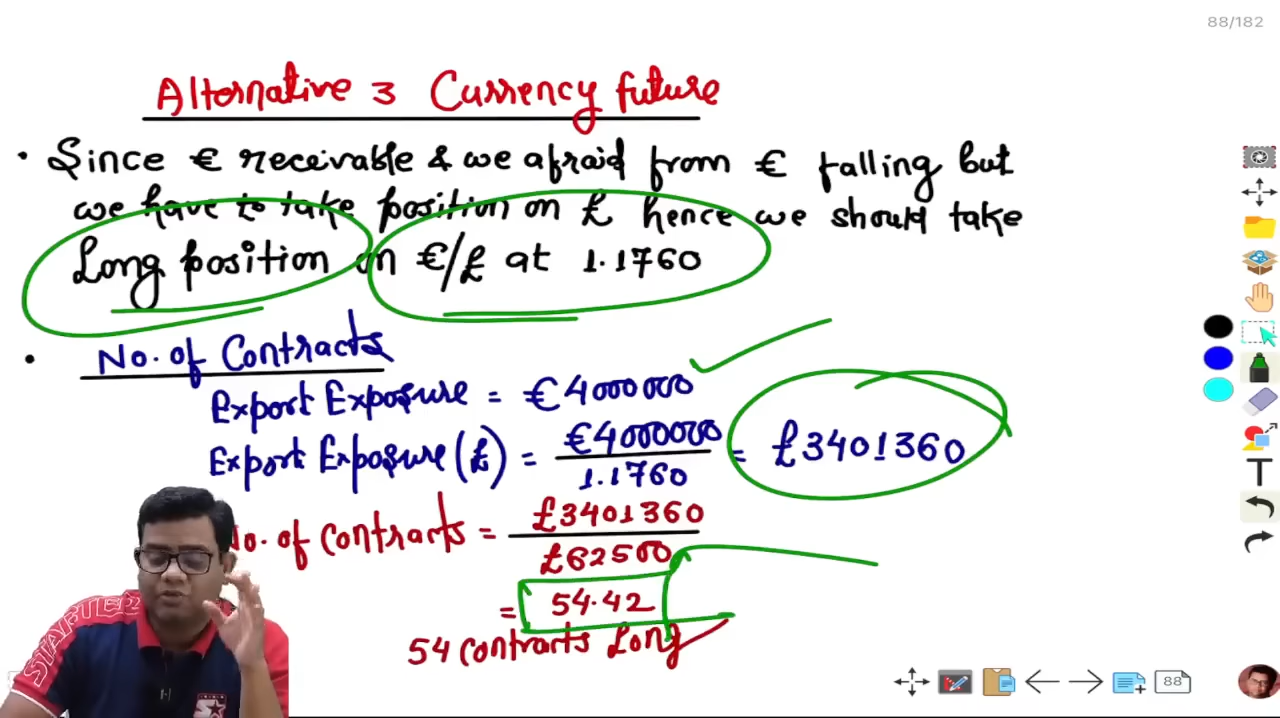 88/182
Alternative 3 Currency future
• Since € receivable & we afraid from € falling but
we have to take position on £ hence we should take
Long position on €/£ at 1.1760
• No. of Contracts
Export Exposure = €4000000
Export Exposure (£) = €4000000 / 1.1760 = £3401360
No. of Contracts = £3401360 / £62500
= 54.42
54 contracts Long
T
88